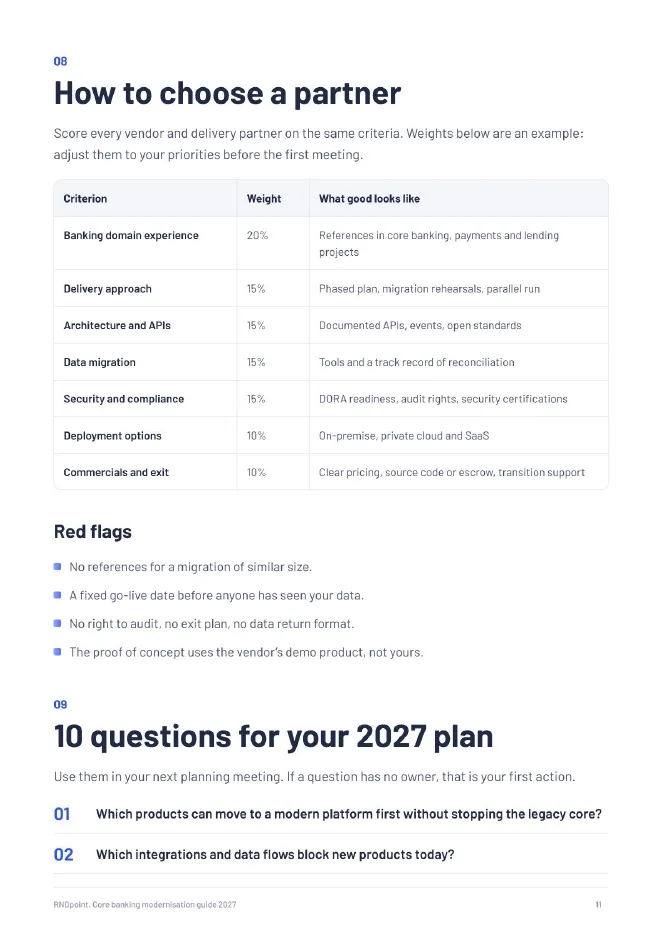 08
How to choose a partner
Score every vendor and delivery partner on the same criteria. Weights below are an example:
adjust them to your priorities before the first meeting.
Criterion Weight What good looks like
Banking domain experience 20% References in core banking, payments and lending
projects
Delivery approach 15% Phased plan, migration rehearsals, parallel run
Architecture and APIs 15% Documented APIs, events, open standards
Data migration 15% Tools and a track record of reconciliation
Security and compliance 15% DORA readiness, audit rights, security certifications
Deployment options 10% On-premise, private cloud and SaaS
Commercials and exit 10% Clear pricing, source code or escrow, transition support
Red flags
No references for a migration of similar size.
A fixed go-live date before anyone has seen your data.
No right to audit, no exit plan, no data return format.
The proof of concept uses the vendor's demo product, not yours.
09
10 questions for your 2027 plan
Use them in your next planning meeting. If a question has no owner, that is your first action.
01 Which products can move to a modern platform first without stopping the legacy core?
02 Which integrations and data flows block new products today?
RNDpoint. Core banking modernisation guide 2027 11